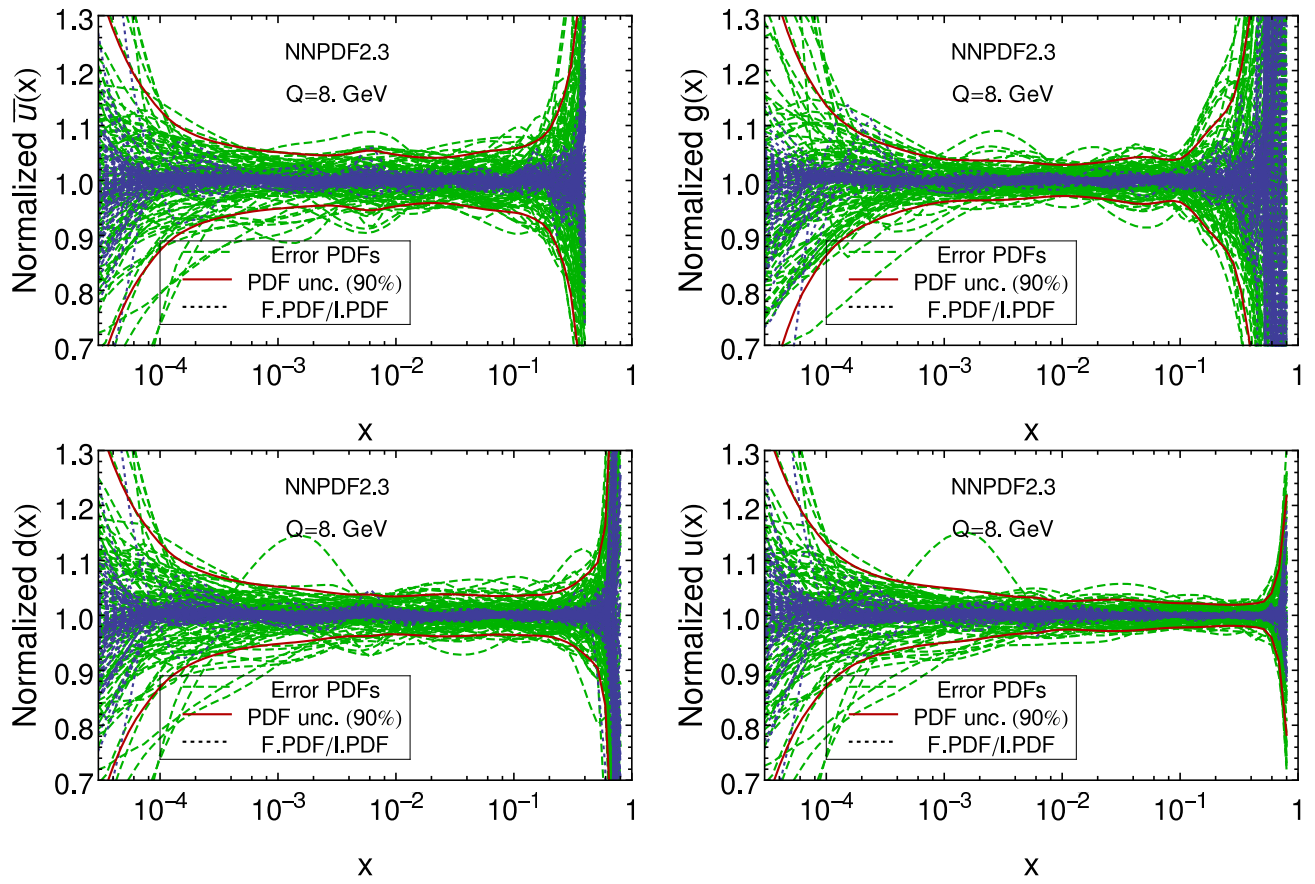 Normalized u̅(x)
1.3
1.2
1.1
1.0
0.9
0.8
0.7
NNPDF2.3
Q=8. GeV
Error PDFs
PDF unc. (90%)
F.PDF/I.PDF
10⁻⁴ 10⁻³ 10⁻² 10⁻¹ 1
x
Normalized g(x)
1.3
1.2
1.1
1.0
0.9
0.8
0.7
NNPDF2.3
Q=8. GeV
Error PDFs
PDF unc. (90%)
F.PDF/I.PDF
10⁻⁴ 10⁻³ 10⁻² 10⁻¹ 1
x
Normalized d(x)
1.3
1.2
1.1
1.0
0.9
0.8
0.7
NNPDF2.3
Q=8. GeV
Error PDFs
PDF unc. (90%)
F.PDF/I.PDF
10⁻⁴ 10⁻³ 10⁻² 10⁻¹ 1
x
Normalized u(x)
1.3
1.2
1.1
1.0
0.9
0.8
0.7
NNPDF2.3
Q=8. GeV
Error PDFs
PDF unc. (90%)
F.PDF/I.PDF
10⁻⁴ 10⁻³ 10⁻² 10⁻¹ 1
x